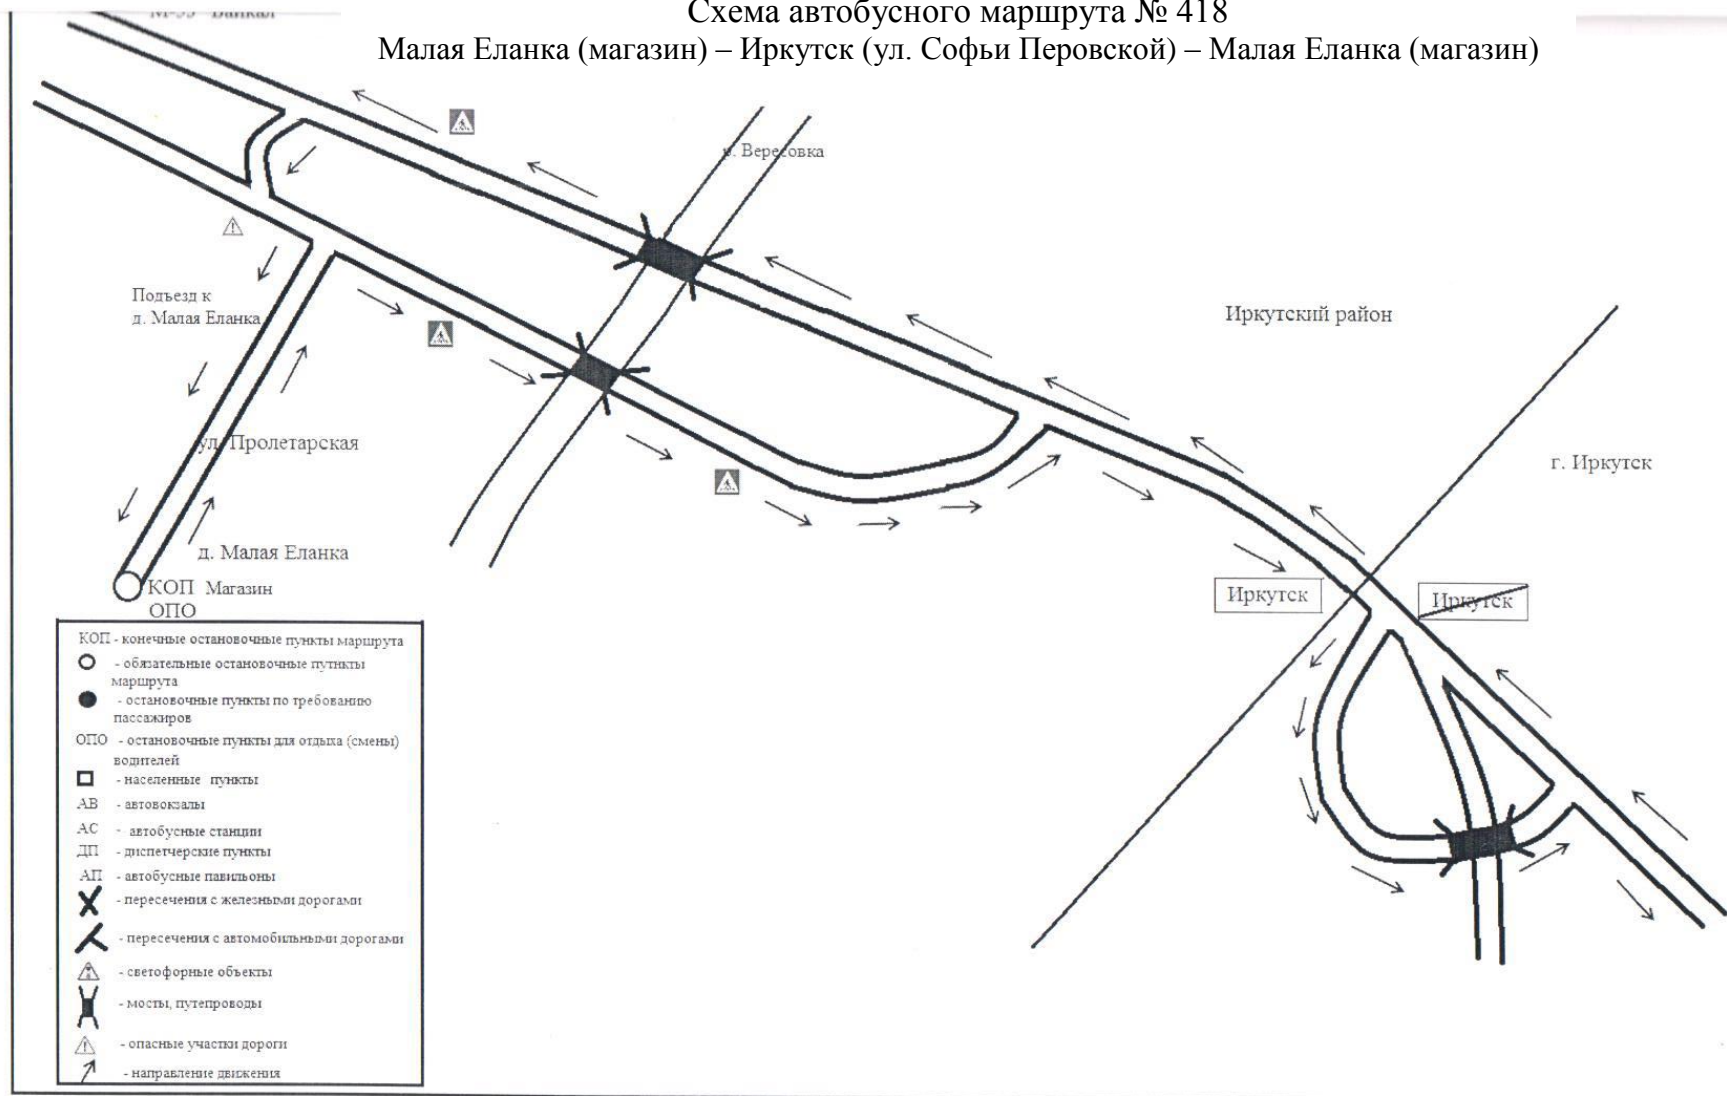 Схема автобусного маршрута № 418
Малая Еланка (магазин) – Иркутск (ул. Софьи Перовской) – Малая Еланка (магазин)
р. Вересовка
Подъезд к
д. Малая Еланка
Иркутский район
ул. Пролетарская
г. Иркутск
д. Малая Еланка
КОП Магазин
ОПО
Иркутск
Иркутск
КОП - конечные остановочные пункты маршрута
- обязательные остановочные путнкты
маршрута
- остановочные пункты по требованию
пассажиров
ОПО - остановочные пункты для отдыха (смены)
водителей
- населенные пункты
АВ - автовокзалы
АС - автобусные станции
ДП - диспетчерские пункты
АП - автобусные павильоны
- пересечения с железными дорогами
- пересечения с автомобильными дорогами
- светофорные объекты
- мосты, путепроводы
- опасные участки дороги
- направление движения